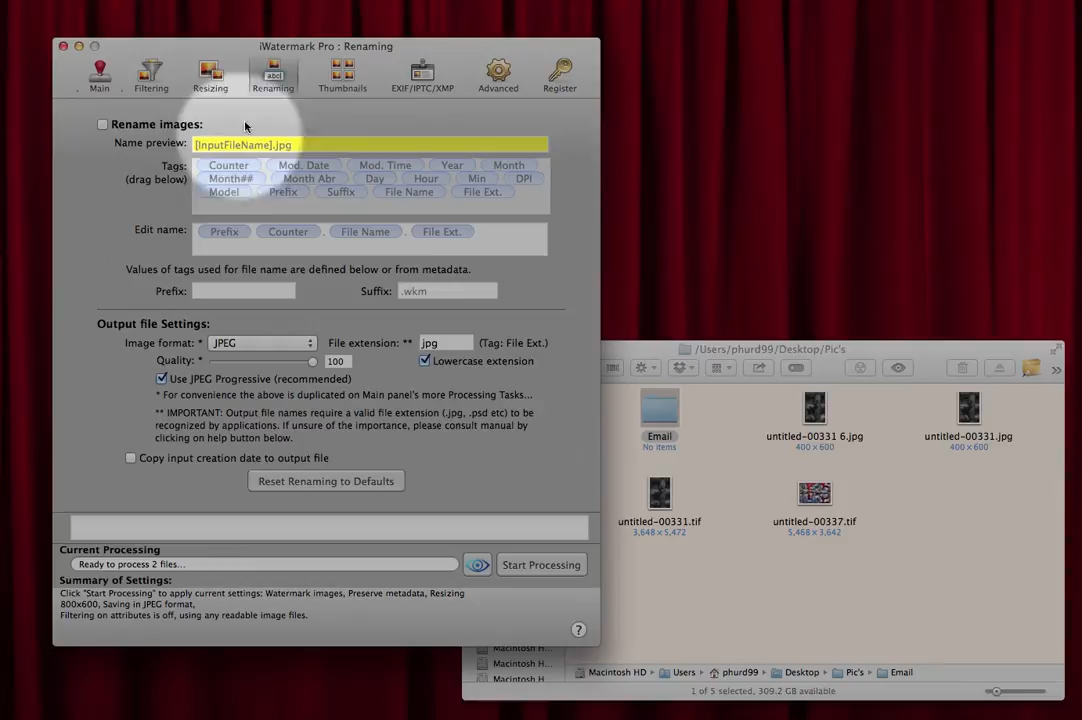 iWatermark Pro : Renaming
Main
Filtering
Resizing
Renaming
Thumbnails
EXIF/IPTC/XMP
Advanced
Register
Rename images:
Name preview: [InputFileName].jpg
Tags: Counter Mod. Date Mod. Time Year Month
(drag below) Month## Month Abr Day Hour Min DPI
Model Prefix Suffix File Name File Ext.
Edit name: Prefix Counter . File Name . File Ext.
Values of tags used for file name are defined below or from metadata.
Prefix: Suffix: .wkm
Output file Settings:
Image format: * JPEG File extension: ** jpg (Tag: File Ext.)
Quality: * 100 Lowercase extension
Use JPEG Progressive (recommended)
* For convenience the above is duplicated on Main panel's more Processing Tasks...
** IMPORTANT: Output file names require a valid file extension (.jpg, .psd etc) to be
recognized by applications. If unsure of the importance, please consult manual by
clicking on help button below.
Copy input creation date to output file
Reset Renaming to Defaults
Current Processing
Ready to process 2 files...
Start Processing
Summary of Settings:
Click "Start Processing" to apply current settings: Watermark images, Preserve metadata, Resizing
800x600, Saving in JPEG format,
Filtering on attributes is off, using any readable image files.
?
/Users/phurd99/Desktop/Pic's
Email
No items
untitled-00331 6.jpg
400 × 600
untitled-00331.jpg
400 × 600
untitled-00331.tif
3,648 × 5,472
untitled-00337.tif
5,468 × 3,642
Macintosh H...
Macintosh H...
Macintosh H...
Macintosh HD Users phurd99 Desktop Pic's Email
1 of 5 selected, 309.2 GB available